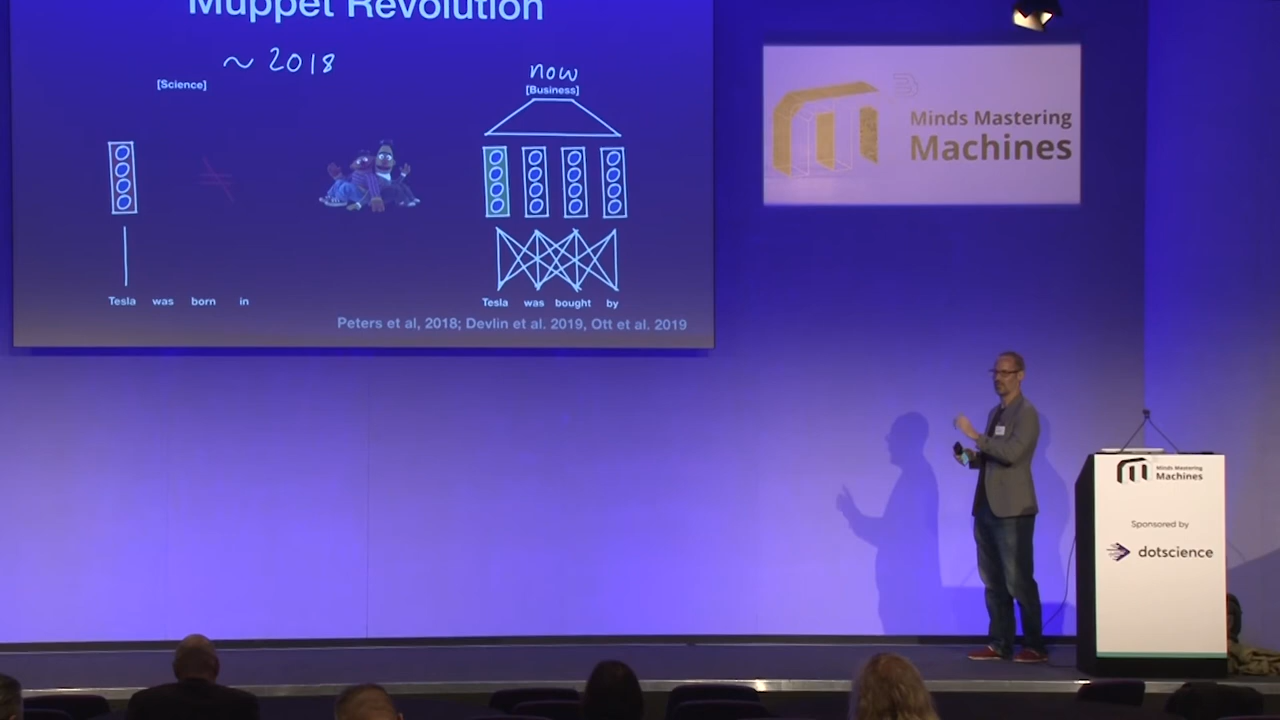 Muppet Revolution
~ 2018
[Science]
now
[Business]
Tesla was born in
Tesla was bought by
Peters et al, 2018; Devlin et al. 2019, Ott et al. 2019
Minds Mastering
Machines
Minds Mastering
Machines
Sponsored by
dotscience